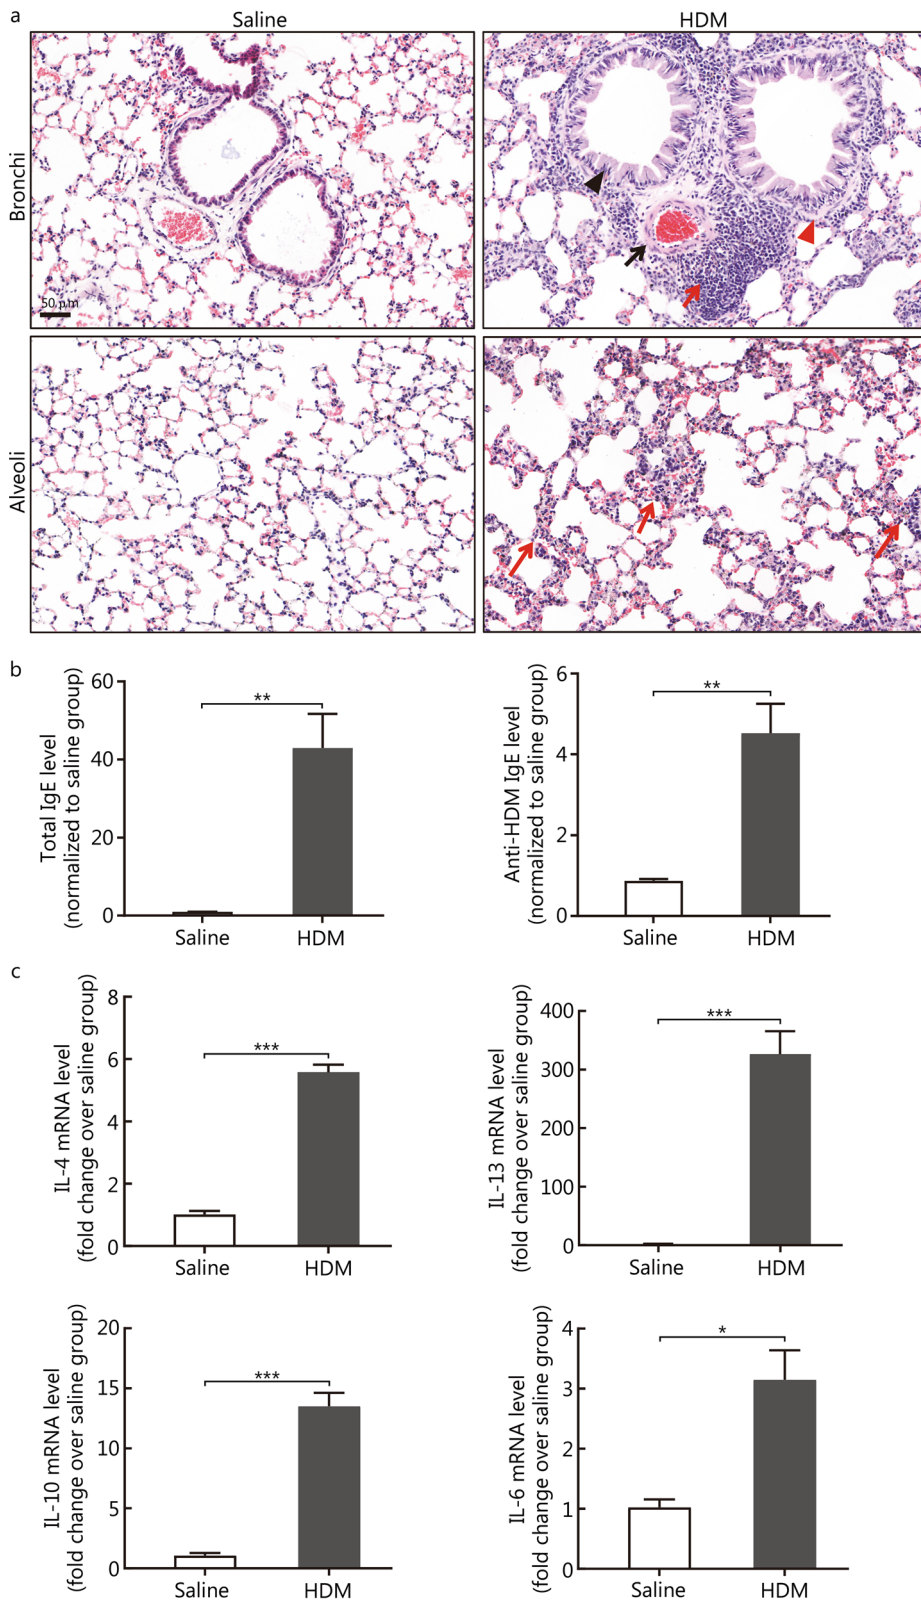 a
Saline
HDM
Bronchi
50 μm
Alveoli
b
Total IgE level
(normalized to saline group)
60
40
20
0
**
Saline
HDM
Anti-HDM IgE level
(normalized to saline group)
6
4
2
0
**
Saline
HDM
c
IL-4 mRNA level
(fold change over saline group)
8
6
4
2
0
***
Saline
HDM
IL-13 mRNA level
(fold change over saline group)
400
300
200
100
0
***
Saline
HDM
IL-10 mRNA level
(fold change over saline group)
20
15
10
5
0
***
Saline
HDM
IL-6 mRNA level
(fold change over saline group)
4
3
2
1
0
*
Saline
HDM